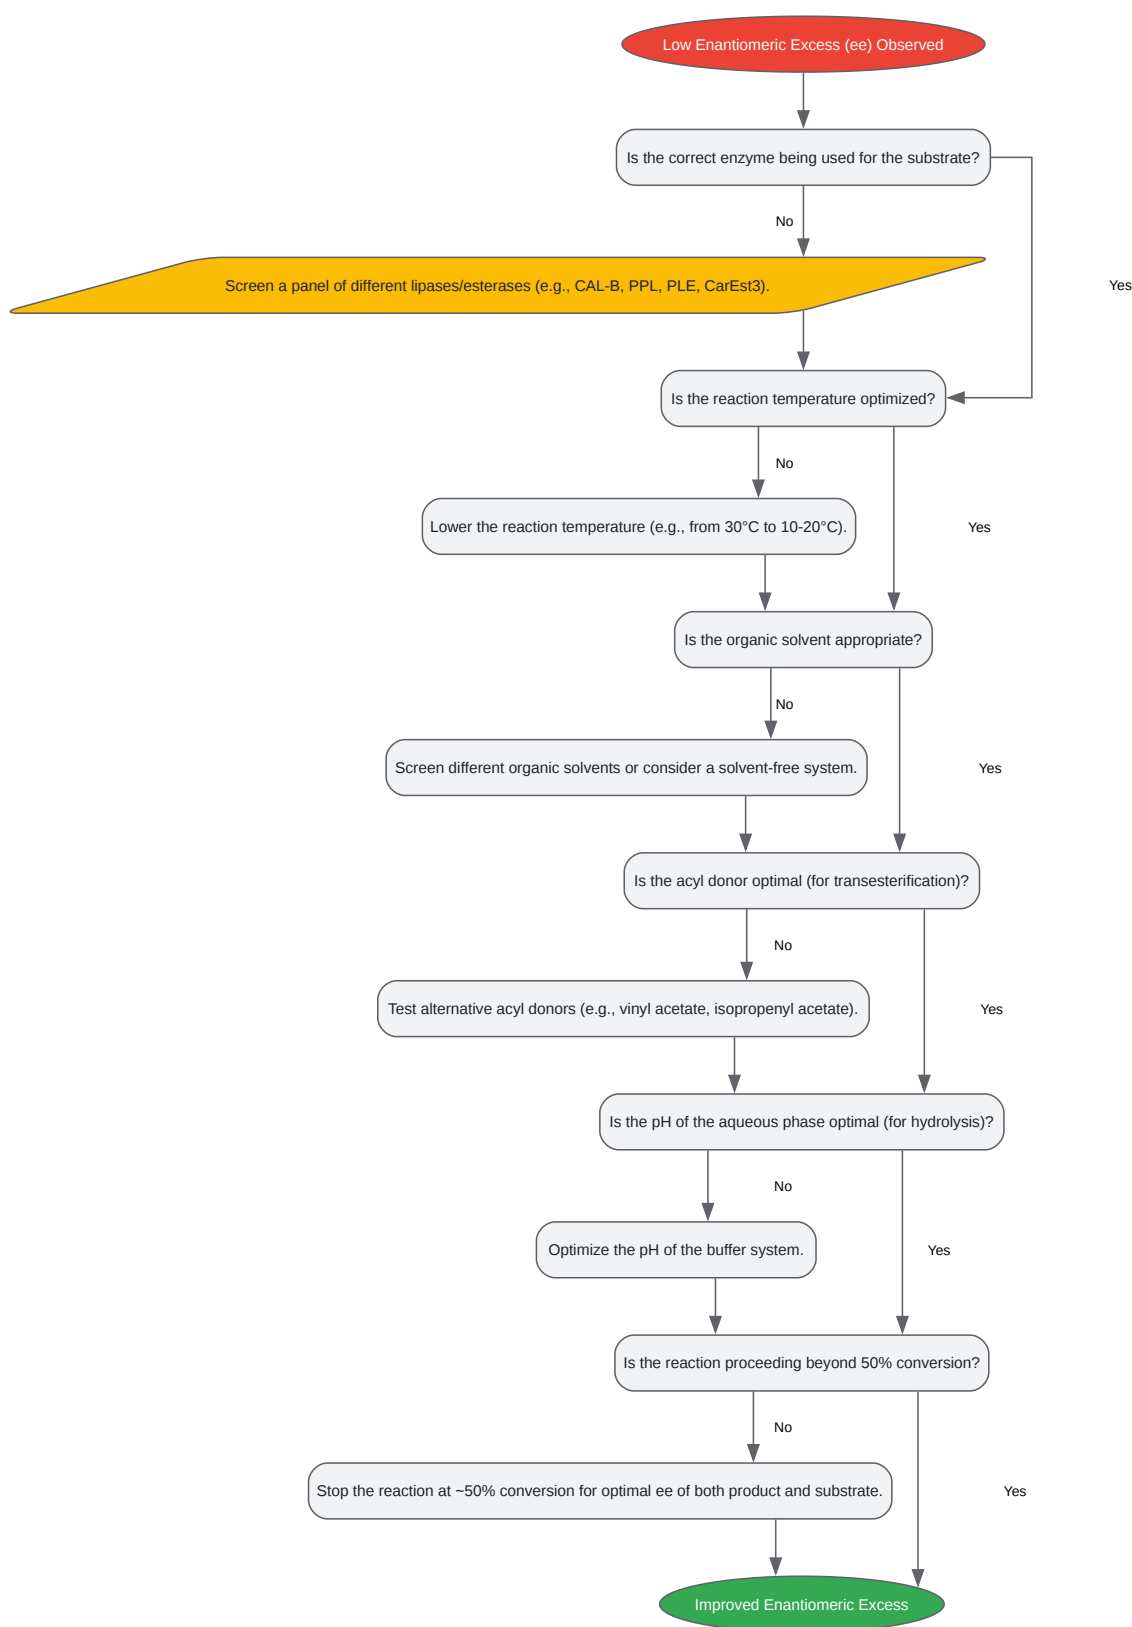 Low Enantiomeric Excess (ee) Observed
Is the correct enzyme being used for the substrate?
No
Screen a panel of different lipases/esterases (e.g., CAL-B, PPL, PLE, CarEst3).
Yes
Is the reaction temperature optimized?
No
Lower the reaction temperature (e.g., from 30°C to 10-20°C).
Yes
Is the organic solvent appropriate?
No
Screen different organic solvents or consider a solvent-free system.
Yes
Is the acyl donor optimal (for transesterification)?
No
Test alternative acyl donors (e.g., vinyl acetate, isopropenyl acetate).
Yes
Is the pH of the aqueous phase optimal (for hydrolysis)?
No
Optimize the pH of the buffer system.
Yes
Is the reaction proceeding beyond 50% conversion?
No
Stop the reaction at ~50% conversion for optimal ee of both product and substrate.
Yes
Improved Enantiomeric Excess